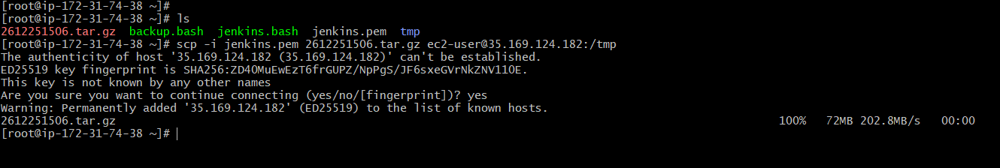 [root@ip-172-31-74-38 ~]#
[root@ip-172-31-74-38 ~]# ls
2612251506.tar.gz  backup.bash  jenkins.bash  jenkins.pem  tmp
[root@ip-172-31-74-38 ~]# scp -i jenkins.pem 2612251506.tar.gz ec2-user@35.169.124.182:/tmp
The authenticity of host '35.169.124.182 (35.169.124.182)' can't be established.
ED25519 key fingerprint is SHA256:ZD4OMuEwEzT6frGUPZ/NpPgS/JF6sxeGVrNkZNV11OE.
This key is not known by any other names
Are you sure you want to continue connecting (yes/no/[fingerprint])? yes
Warning: Permanently added '35.169.124.182' (ED25519) to the list of known hosts.
2612251506.tar.gz                                                 100%   72MB 202.8MB/s   00:00
[root@ip-172-31-74-38 ~]#